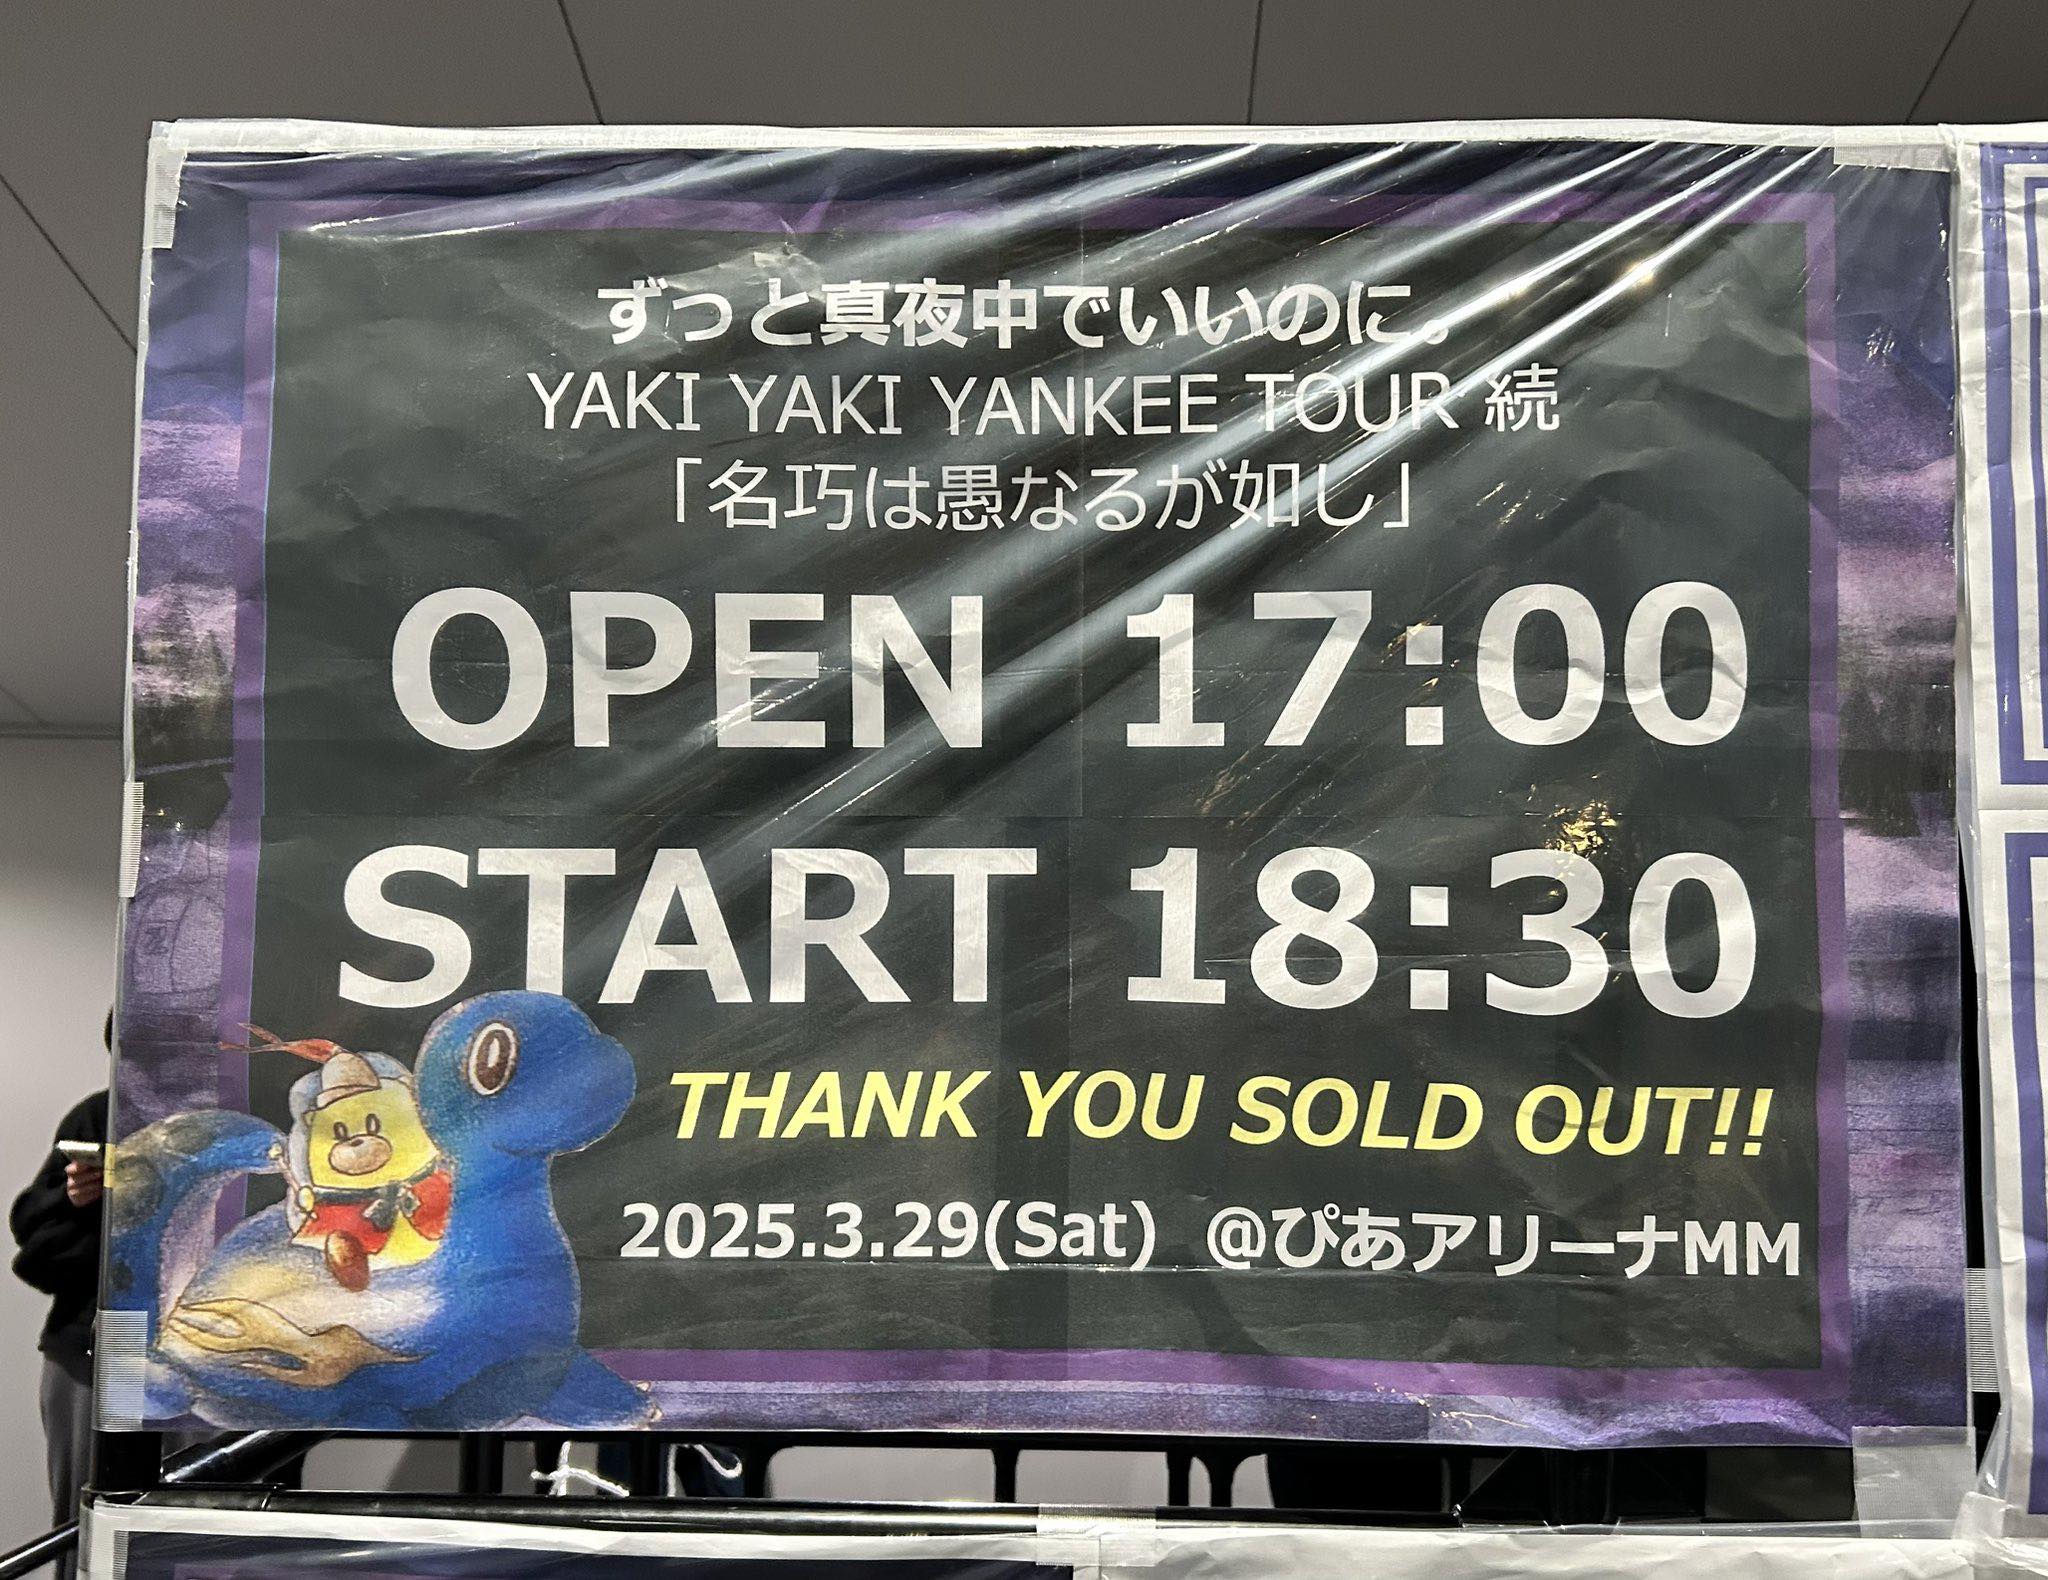 ずっと真夜中でいいのに。
YAKI YAKI YANKEE TOUR 続
「名巧は愚なるが如し」
OPEN 17:00
START 18:30
THANK YOU SOLD OUT!!
2025.3.29(Sat) @ぴあアリーナMM